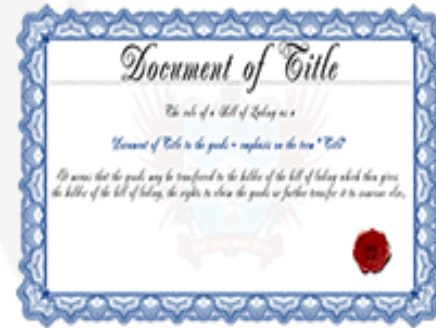 Document of Title
The role of a Bill of Lading as a
Document of Title to the goods - emphasis on the term "Title"
It means that the goods may be transferred to the holder of the bill of lading which then gives
the holder of the bill of lading, the rights to claim the goods or further transfer it to someone else,